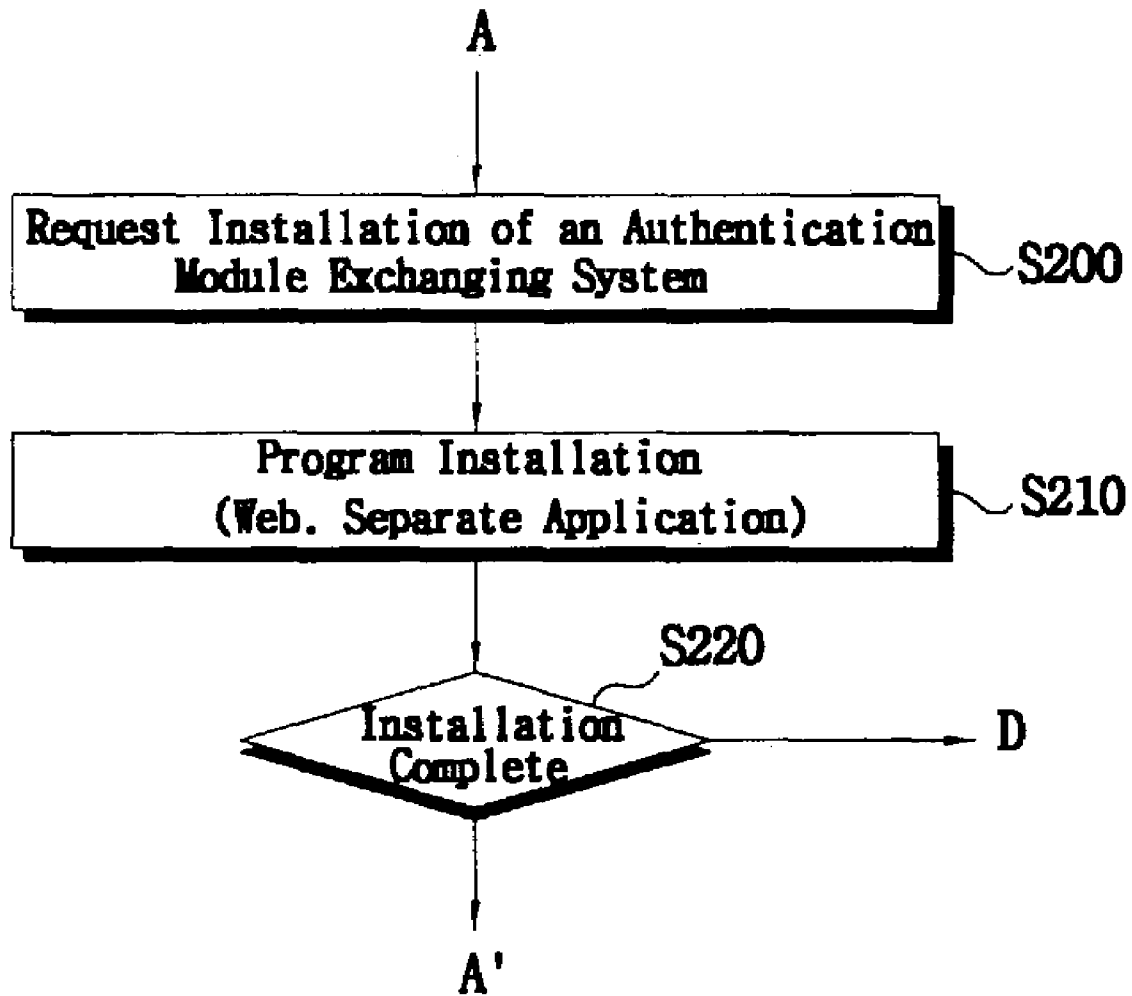 A
Request Installation of an Authentication
Module Exchanging System
S200
Program Installation
(Web. Separate Application)
S210
S220
Installation
Complete
D
A'